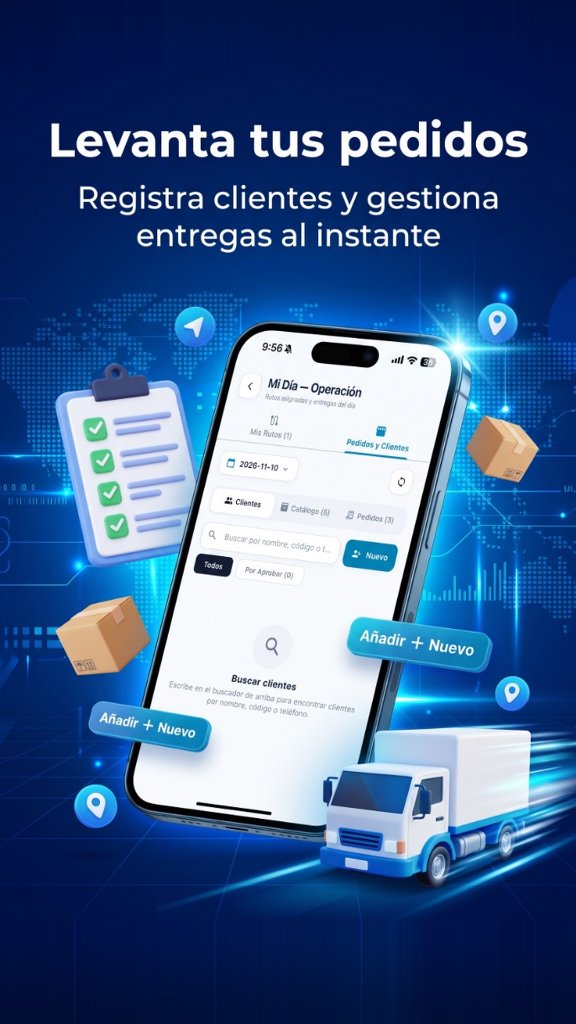 Levanta tus pedidos
Registra clientes y gestiona
entregas al instante
9:56
Mi Día — Operación
Rutos asignadas y entregas del día
Mis Rutos (1)
Pedidos y Clientes
2026-11-10
Clientes
Catálogo (6)
Pedidos (3)
Buscar por nombre, código o t...
Nuevo
Todos
Por Aprobar (0)
Buscar clientes
Escribe en el buscador de arriba para encontrar clientes
por nombre, código o teléfono.
Añadir + Nuevo
Añadir + Nuevo